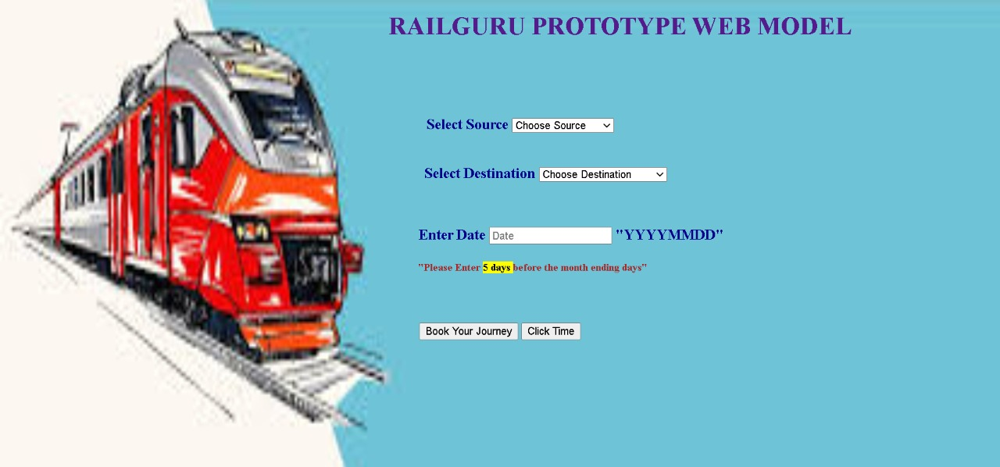 RAILGURU PROTOTYPE WEB MODEL
Select Source Choose Source
Select Destination Choose Destination
Enter Date Date "YYYYMMDD"
"Please Enter 5 days before the month ending days"
Book Your Journey Click Time